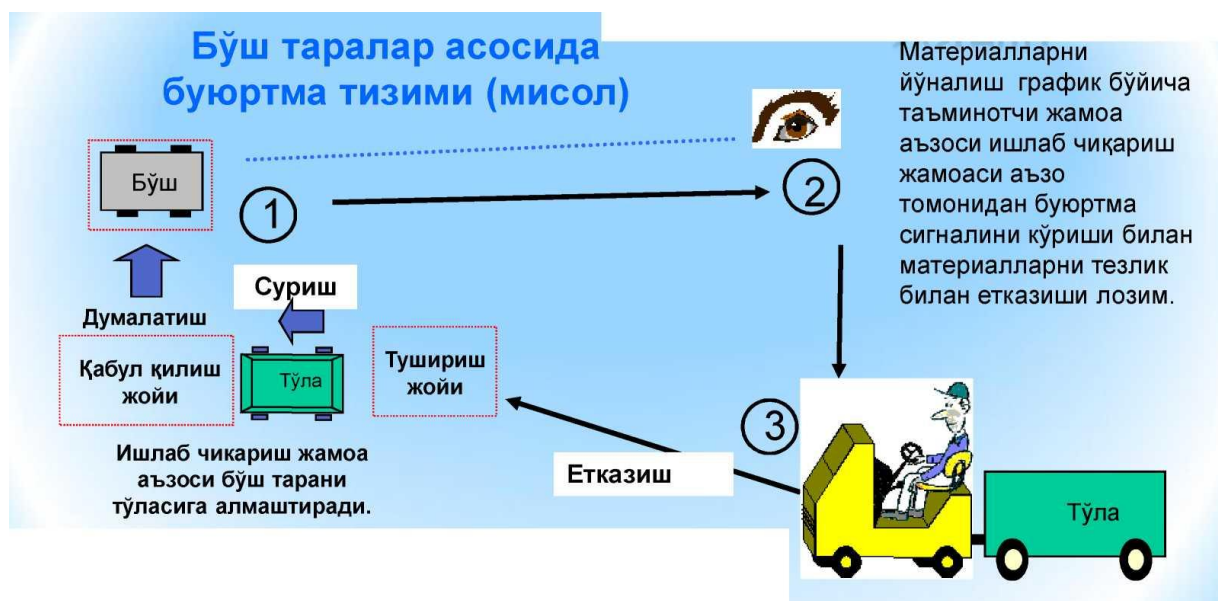 Бўш таралар асосида
буюртма тизими (мисол)
Материалларни
йўналиш график бўйича
таъминотчи жамоа
аъзоси ишлаб чиқариш
жамоаси аъзо
томонидан буюртма
сигналини кўриши билан
материалларни тезлик
билан етказиши лозим.
Бўш
1
2
Суриш
Думалатиш
Қабул қилиш
жойи
Тўла
Тушириш
жойи
3
Ишлаб чикариш жамоа
аъзоси бўш тарани
тўласига алмаштиради.
Етказиш
Тўла